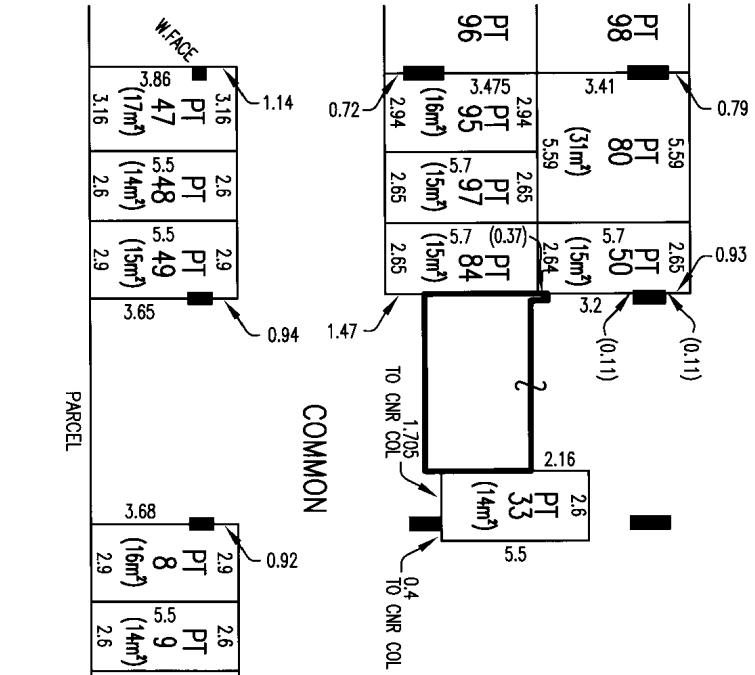 W.FACE
3.86
1.14
3.16
PT
47
(17m²)
3.16
5.5
2.6
PT
48
(14m²)
2.6
5.5
2.9
PT
49
(15m²)
2.9
3.65
0.94
PARCEL
3.68
0.92
2.9
PT
8
(16m²)
2.9
5.5
2.6
PT
9
(14m²)
2.6
COMMON
PT
96
PT
98
0.72
3.475
3.41
0.79
2.94
PT
95
(16m²)
2.94
5.59
PT
80
(31m²)
5.59
5.7
2.65
PT
97
(15m²)
2.65
5.7
(0.37)
2.64
PT
84
(15m²)
2.65
5.7
2.65
PT
50
(15m²)
0.93
1.47
3.2
(0.11)
(0.11)
1.705
TO CNR COL
2.16
2.6
PT
33
(14m²)
5.5
0.4
TO CNR COL